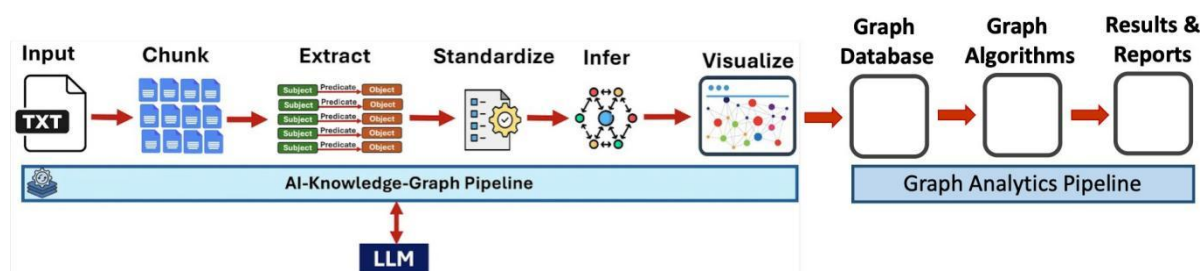 Input
Chunk
Extract
Standardize
Infer
Visualize
Graph
Database
Graph
Algorithms
Results &
Reports
TXT
Subject Predicate Object
Subject Predicate Object
Subject Predicate Object
Subject Predicate Object
Subject Predicate Object
AI-Knowledge-Graph Pipeline
Graph Analytics Pipeline
LLM